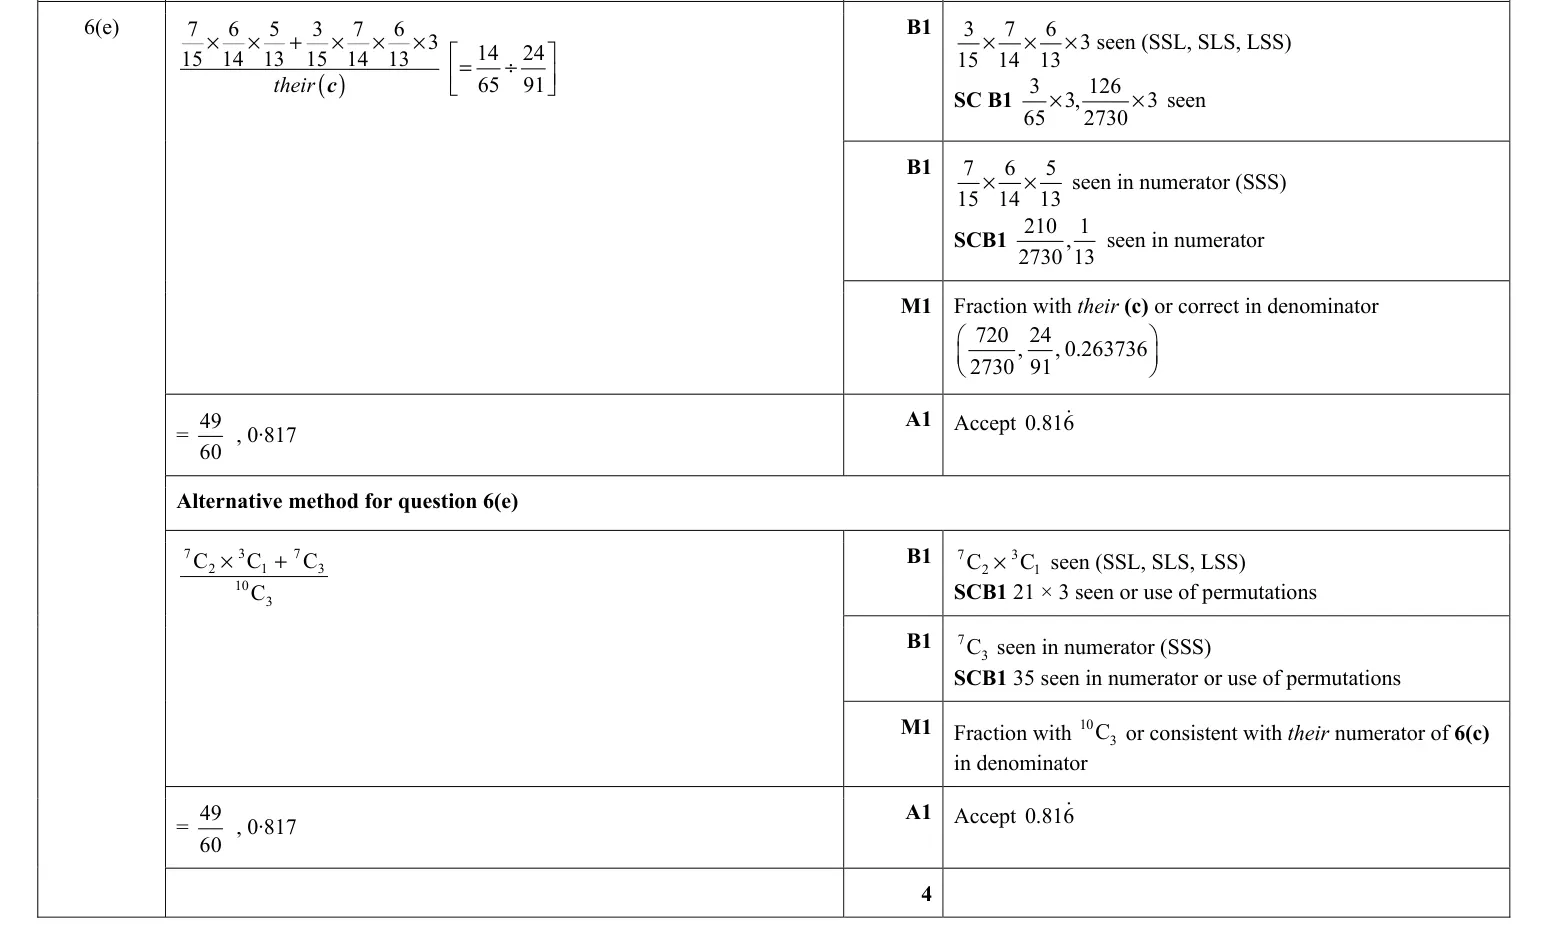 6(e)
7/15 × 6/14 × 5/13 + 3/15 × 7/14 × 6/13 × 3 / their (c) [= 14/65 ÷ 24/91]
B1
3/15 × 7/14 × 6/13 × 3 seen (SSL, SLS, LSS)
SC B1 3/65 × 3, 126/2730 × 3 seen
B1
7/15 × 6/14 × 5/13 seen in numerator (SSS)
SCB1 210/2730, 1/13 seen in numerator
M1
Fraction with their (c) or correct in denominator
(720/2730, 24/91, 0.263736)
= 49/60 , 0·817
A1
Accept 0.816̇
Alternative method for question 6(e)
⁷C₂ × ³C₁ + ⁷C₃ / ¹⁰C₃
B1
⁷C₂ × ³C₁ seen (SSL, SLS, LSS)
SCB1 21 × 3 seen or use of permutations
B1
⁷C₃ seen in numerator (SSS)
SCB1 35 seen in numerator or use of permutations
M1
Fraction with ¹⁰C₃ or consistent with their numerator of 6(c)
in denominator
= 49/60 , 0·817
A1
Accept 0.816̇
4